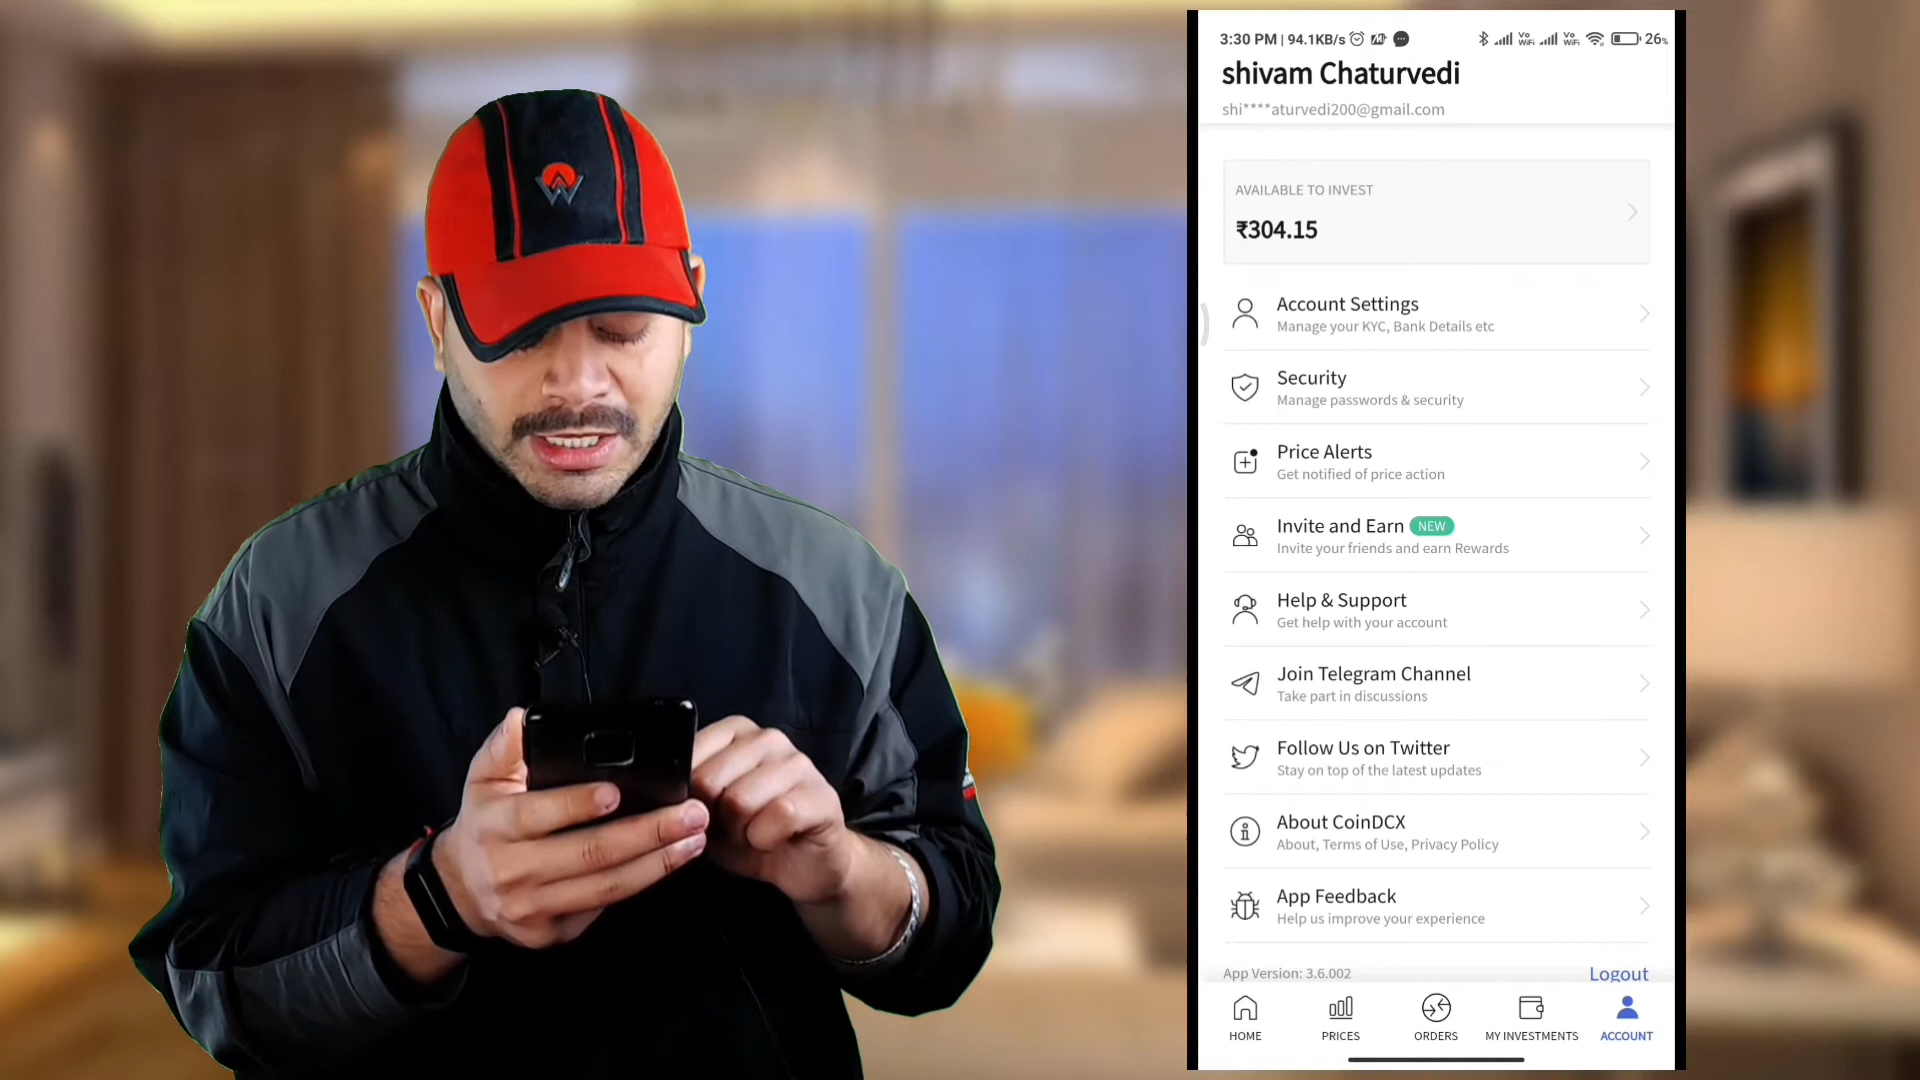 3:30 PM | 94.1KB/s 26%
shivam Chaturvedi
shi****aturvedi200@gmail.com
AVAILABLE TO INVEST
₹304.15
Account Settings
Manage your KYC, Bank Details etc
Security
Manage passwords & security
Price Alerts
Get notified of price action
Invite and Earn NEW
Invite your friends and earn Rewards
Help & Support
Get help with your account
Join Telegram Channel
Take part in discussions
Follow Us on Twitter
Stay on top of the latest updates
About CoinDCX
About, Terms of Use, Privacy Policy
App Feedback
Help us improve your experience
App Version: 3.6.002 Logout
HOME PRICES ORDERS MY INVESTMENTS ACCOUNT